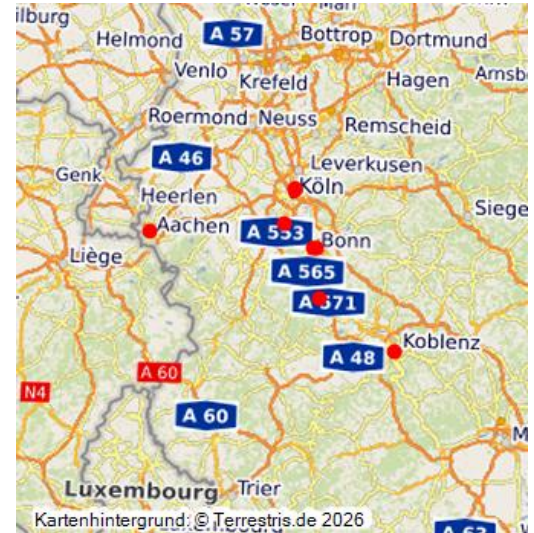 ilburg
Helmond
A 57
Bottrop
Dortmund
Venlo
Krefeld
Hagen
Arnsb
Roermond
Neuss
Remscheid
A 46
Leverkusen
Genk
Heerlen
Köln
Siege
Aachen
A 553
Bonn
Liège
A 565
A 571
Koblenz
A 48
A 60
N4
A 60
M
Luxembourg
Trier
Kartenhintergrund: © Terrestris.de 2026